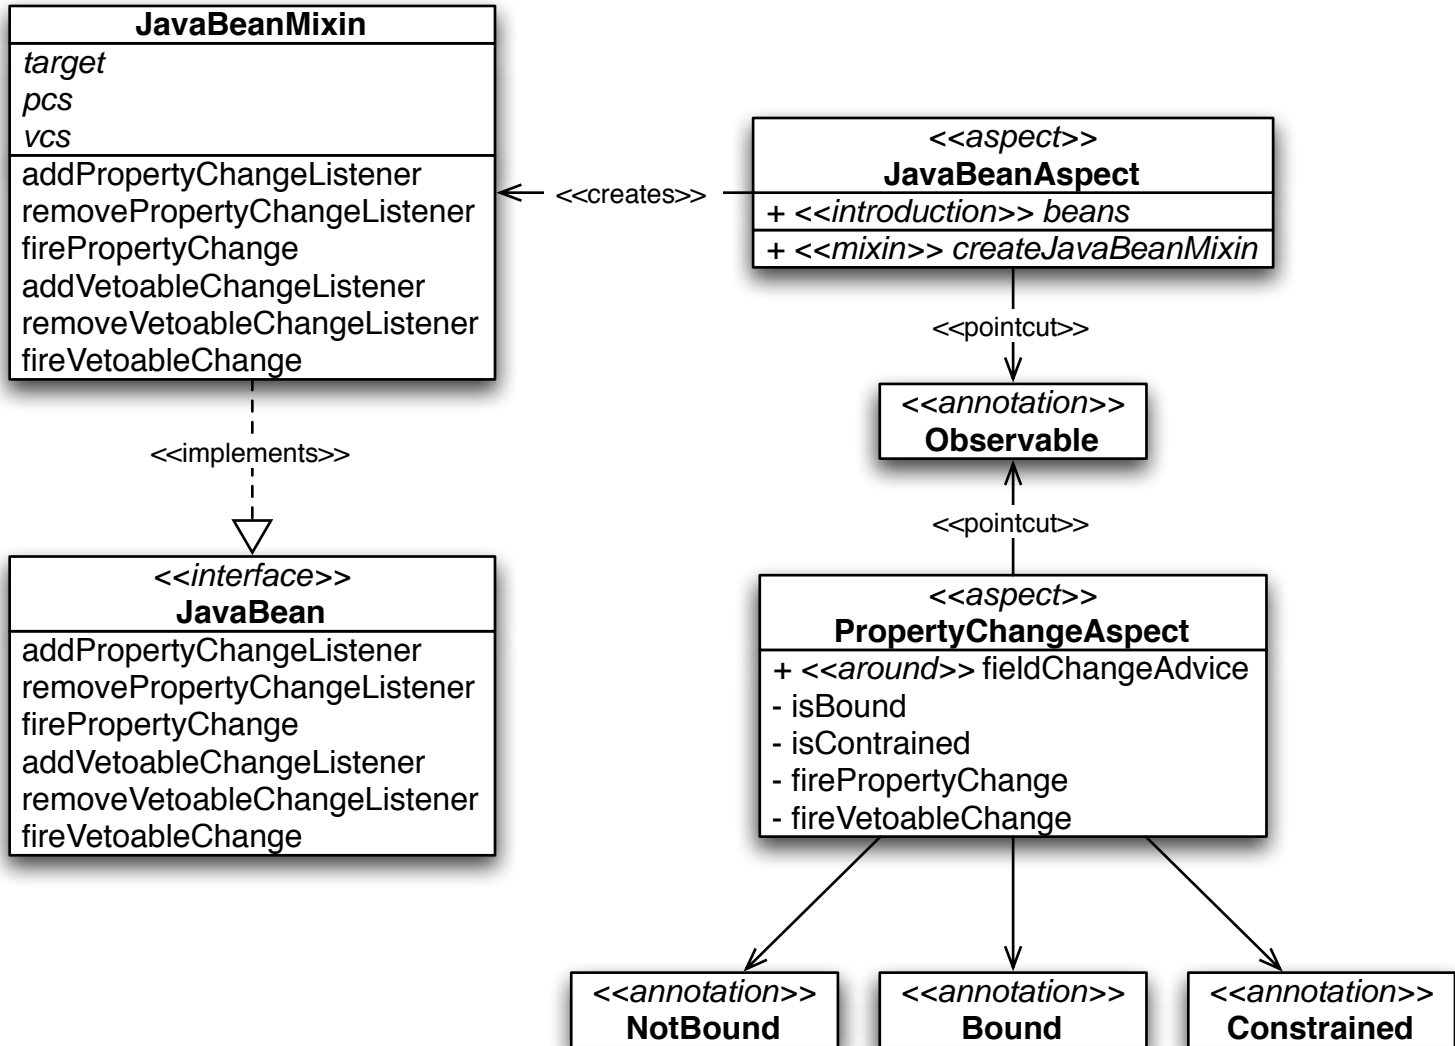 JavaBeanMixin
target
pcs
vcs
addPropertyChangeListener
removePropertyChangeListener
firePropertyChange
addVetoableChangeListener
removeVetoableChangeListener
fireVetoableChange
<<creates>>
<<aspect>>
JavaBeanAspect
+ <<introduction>> beans
+ <<mixin>> createJavaBeanMixin
<<pointcut>>
<<annotation>>
Observable
<<implements>>
<<interface>>
JavaBean
addPropertyChangeListener
removePropertyChangeListener
firePropertyChange
addVetoableChangeListener
removeVetoableChangeListener
fireVetoableChange
<<pointcut>>
<<aspect>>
PropertyChangeAspect
+ <<around>> fieldChangeAdvice
- isBound
- isContrained
- firePropertyChange
- fireVetoableChange
<<annotation>>
NotBound
<<annotation>>
Bound
<<annotation>>
Constrained